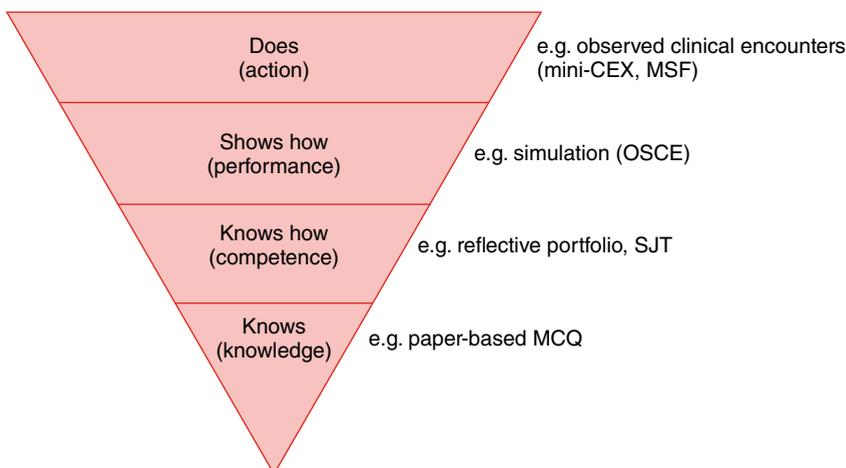 Does
(action)
e.g. observed clinical encounters
(mini-CEX, MSF)
Shows how
(performance)
e.g. simulation (OSCE)
Knows how
(competence)
e.g. reflective portfolio, SJT
Knows
(knowledge)
e.g. paper-based MCQ